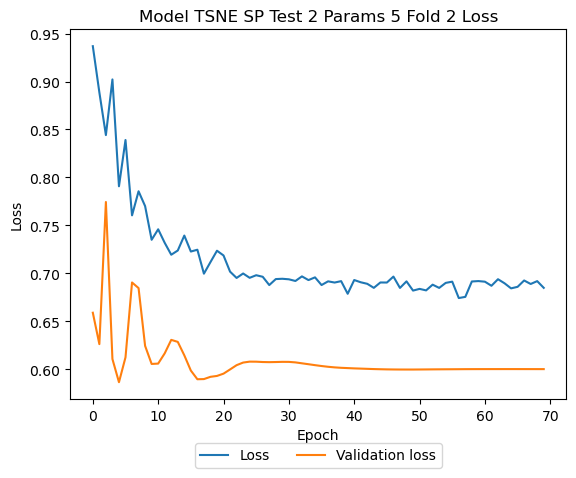 Model TSNE SP Test 2 Params 5 Fold 2 Loss
0.95
0.90
0.85
0.80
0.75
0.70
0.65
0.60
Loss
0 10 20 30 40 50 60 70
Epoch
Loss Validation loss